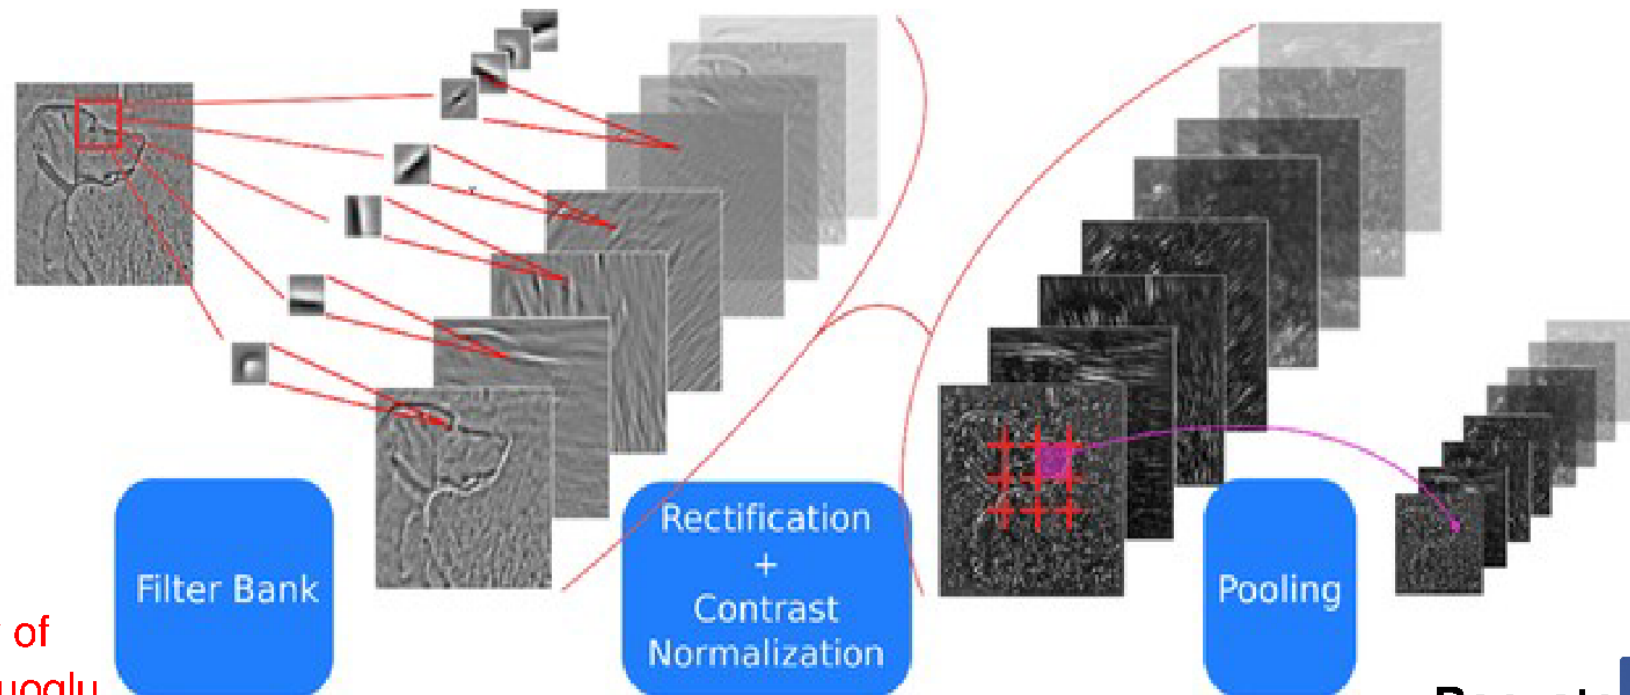 Filter Bank
Rectification
+
Contrast
Normalization
Pooling
of